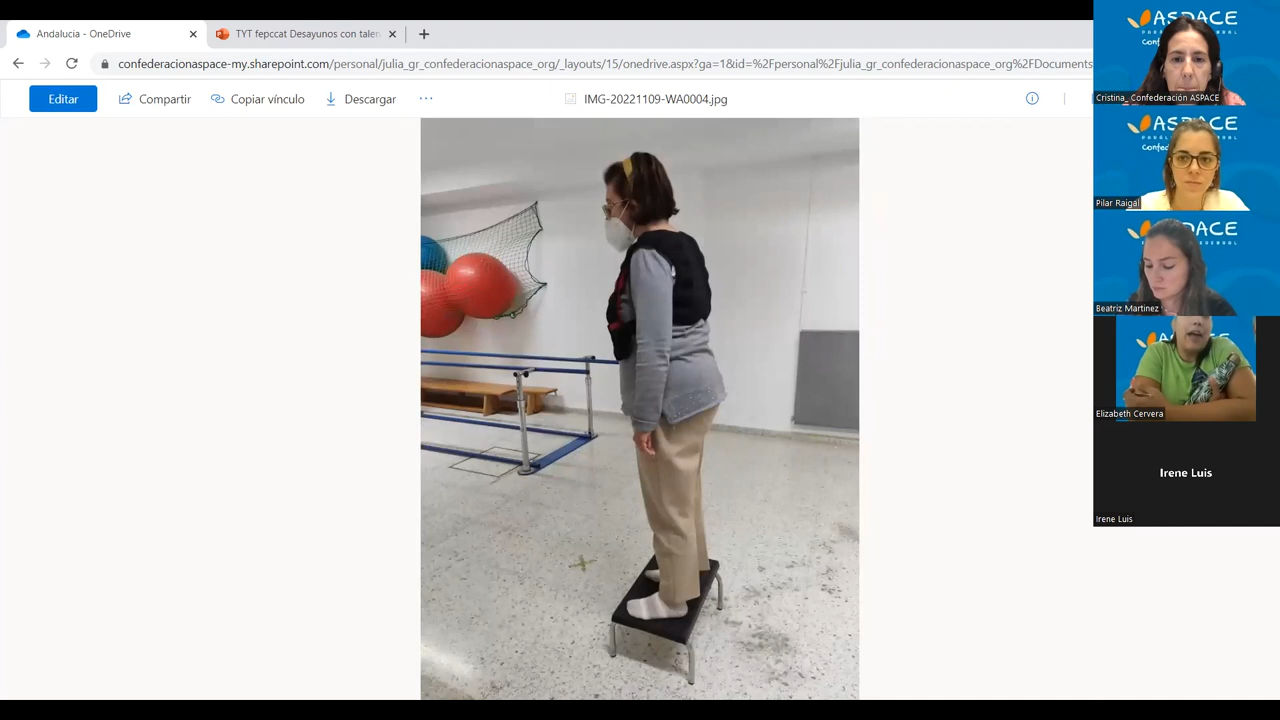 Andalucia - OneDrive
TYT fepccat Desayunos con talen
confederacionaspace-my.sharepoint.com/personal/julia_gr_confederacionaspace_org/_layouts/15/onedrive.aspx?ga=1&id=%2Fpersonal%2Fjulia_gr_confederacionaspace_org%2FDocuments
Editar
Compartir
Copiar vínculo
Descargar
IMG-20221109-WA0004.jpg
ASPACE
Cristina_ Confederación ASPACE
ASPACE
Pilar Raigal
Beatriz Martinez
Elizabeth Cervera
Irene Luis
Irene Luis